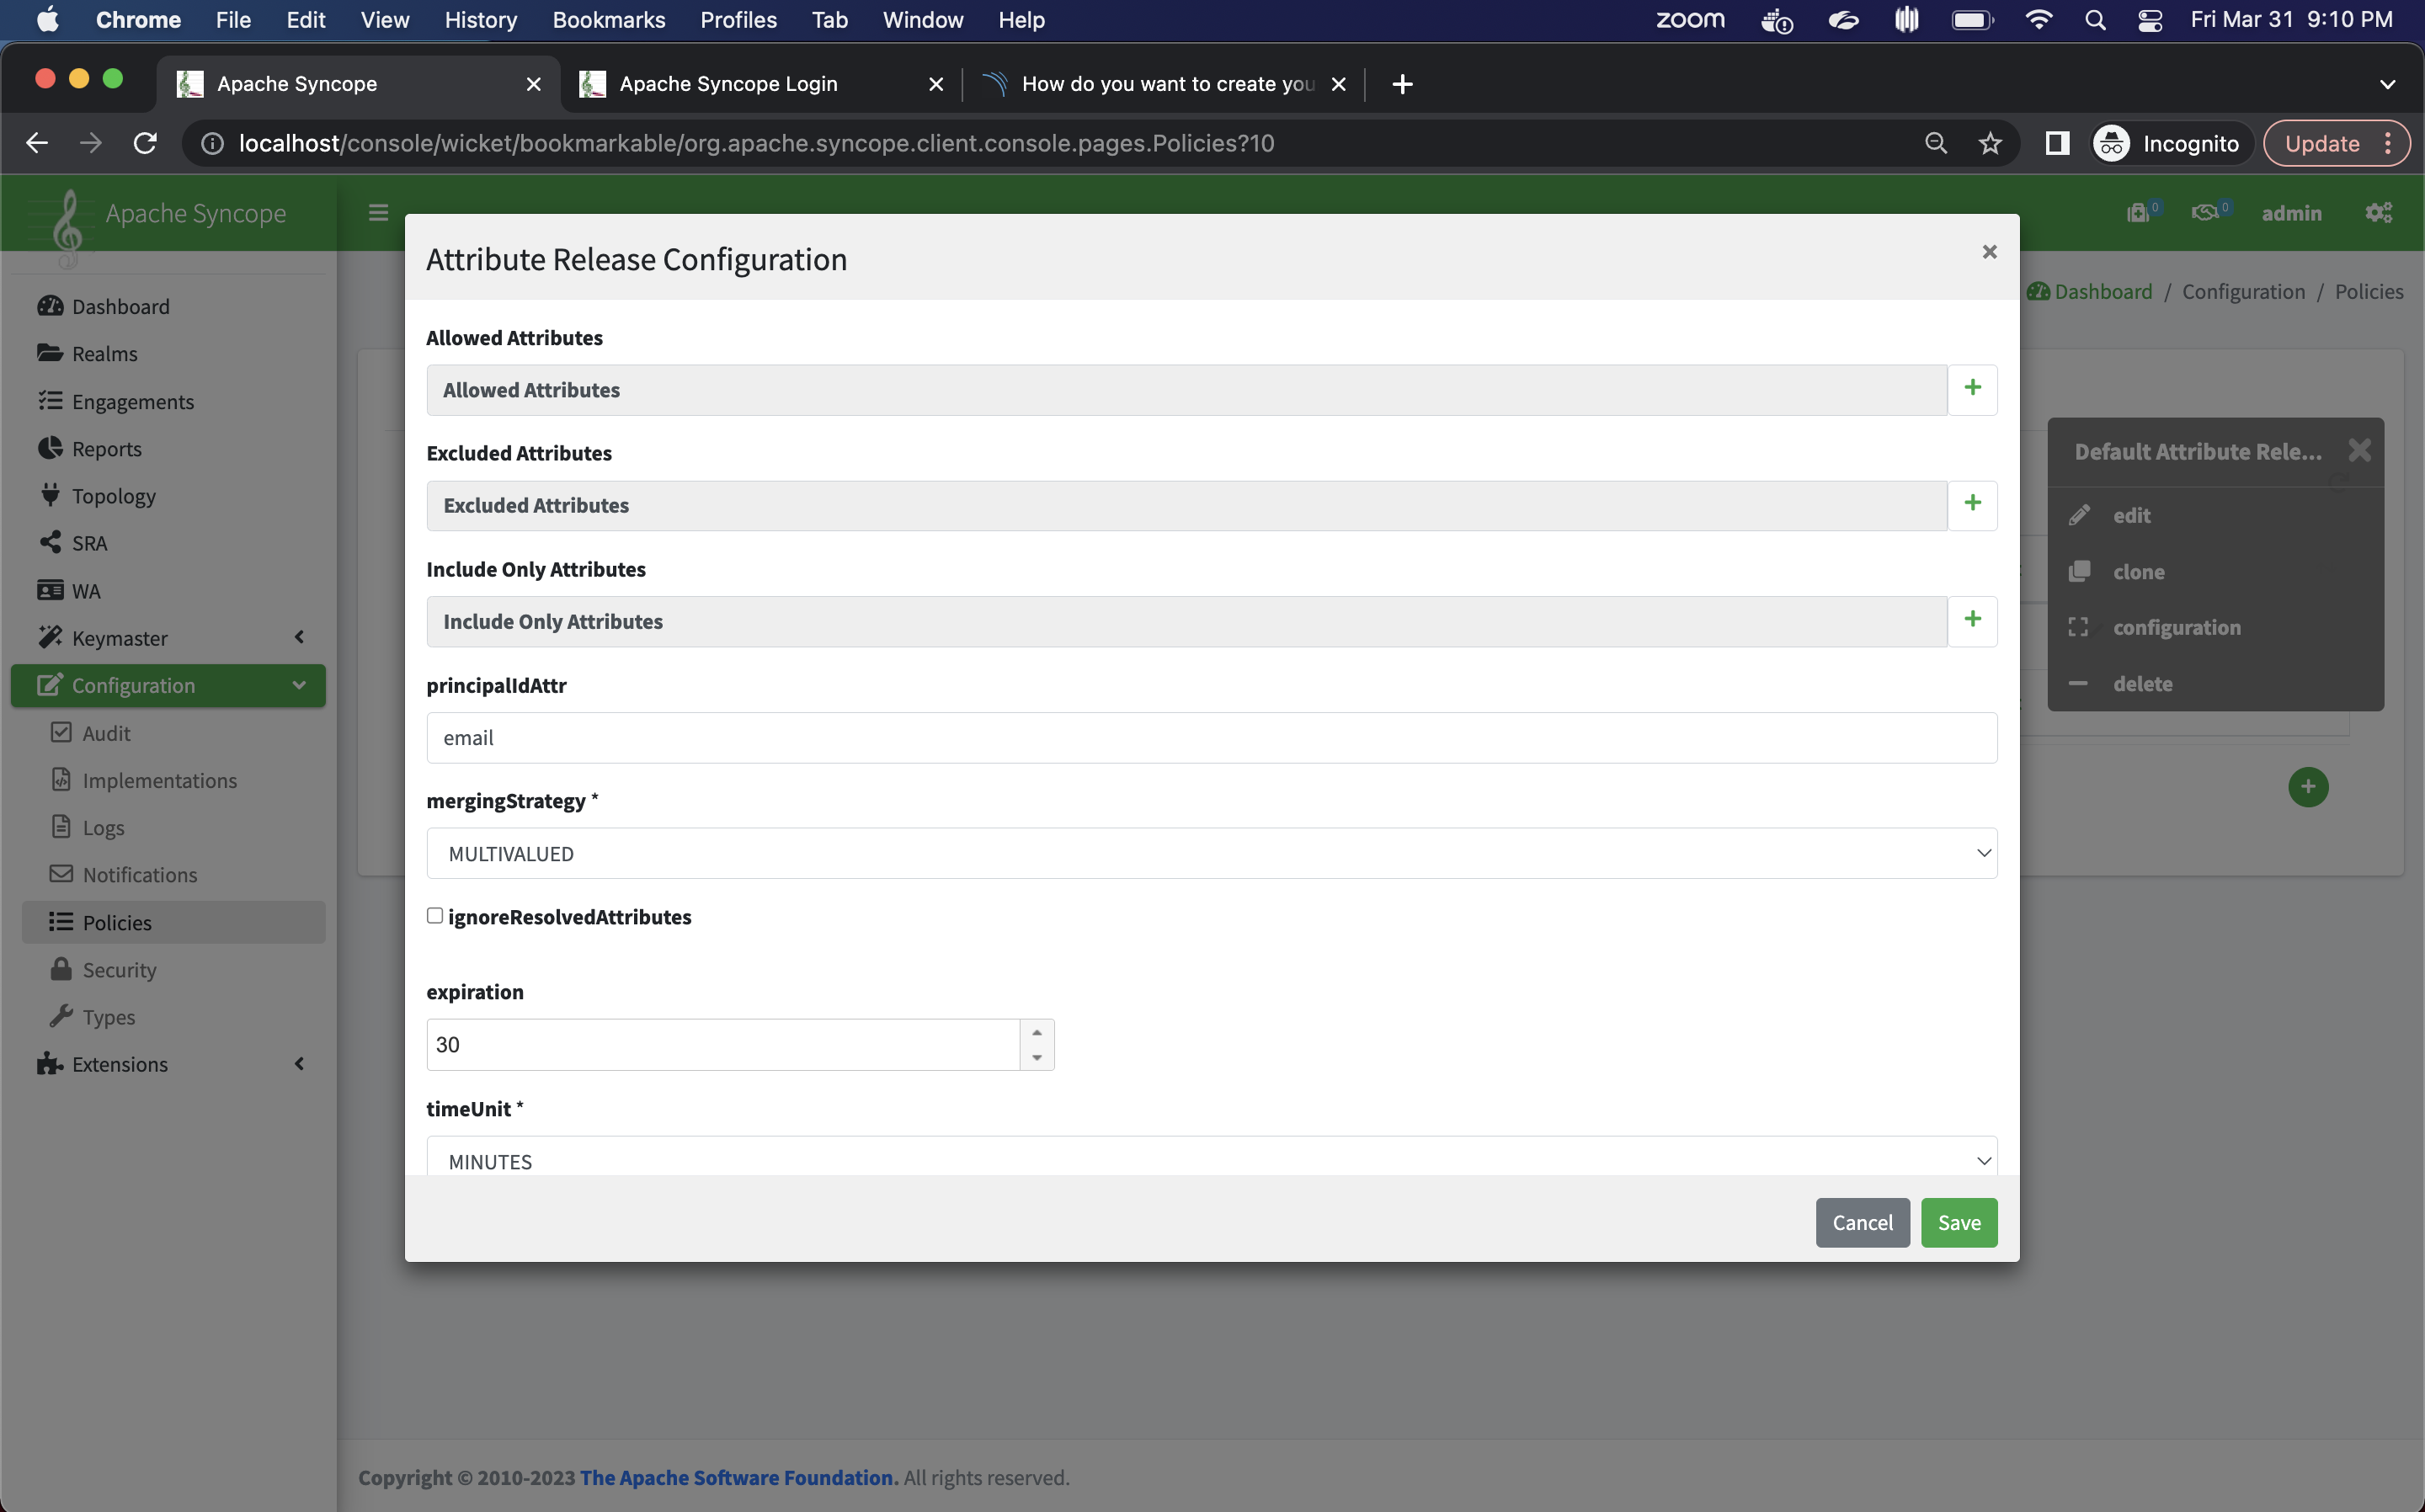 Chrome File Edit View History Bookmarks Profiles Tab Window Help zoom Fri Mar 31 9:10 PM
Apache Syncope
Apache Syncope Login
How do you want to create you
localhost/console/wicket/bookmarkable/org.apache.syncope.client.console.pages.Policies?10
Incognito
Update
Apache Syncope
0
0
admin
Dashboard / Configuration / Policies
Dashboard
Realms
Engagements
Reports
Topology
SRA
WA
Keymaster
Configuration
Audit
Implementations
Logs
Notifications
Policies
Security
Types
Extensions
Attribute Release Configuration
Allowed Attributes
Allowed Attributes
Excluded Attributes
Excluded Attributes
Include Only Attributes
Include Only Attributes
principalIdAttr
email
mergingStrategy *
MULTIVALUED
ignoreResolvedAttributes
expiration
30
timeUnit *
MINUTES
Cancel
Save
Default Attribute Rele...
edit
clone
configuration
delete
Copyright © 2010-2023 The Apache Software Foundation. All rights reserved.